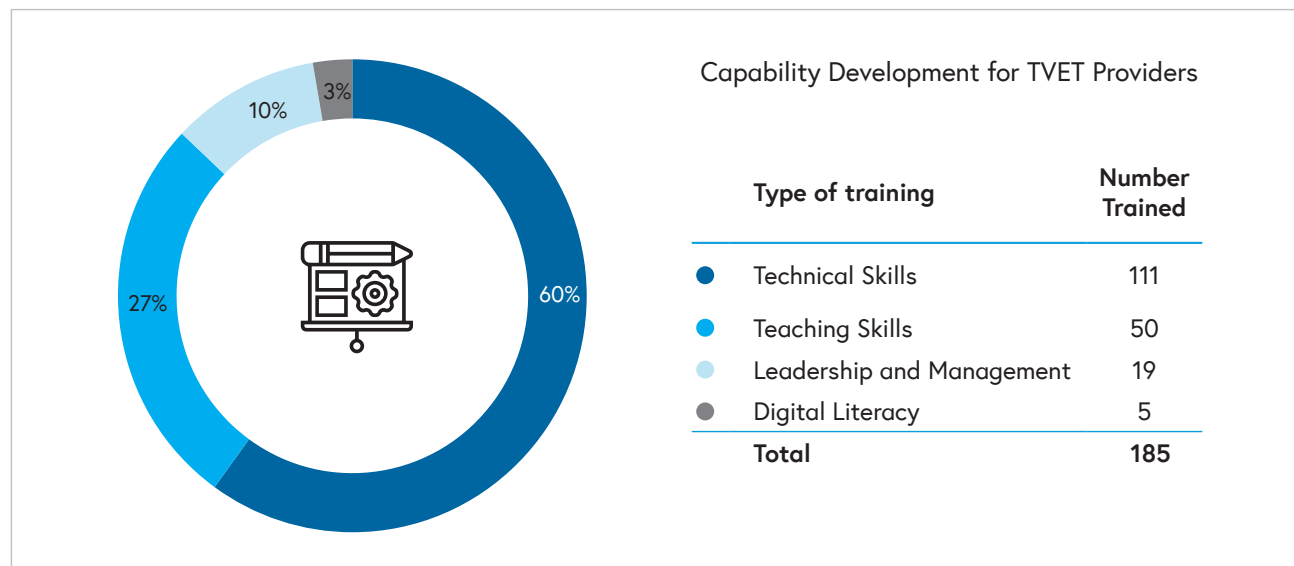 3%
10%
27%
60%
Capability Development for TVET Providers
Type of training
Number
Trained
Technical Skills 111
Teaching Skills 50
Leadership and Management 19
Digital Literacy 5
Total 185